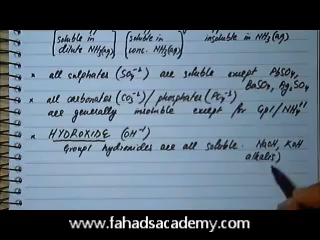 [soluble in dilute NH3(aq)] [soluble in conc. NH3(aq)] insoluble in NH3(aq)
* all sulphates (SO4⁻²) are soluble except PbSO4,
BaSO4, Ag2SO4
* all carbonates (CO3⁻²) / phosphates (PO4⁻³)
are generally insoluble except for Gp1/NH4⁺¹
* HYDROXIDE (OH⁻¹)
Group1 hydroxides are all soluble. NaOH, KOH
alkalis)
www.fahadsacademy.com